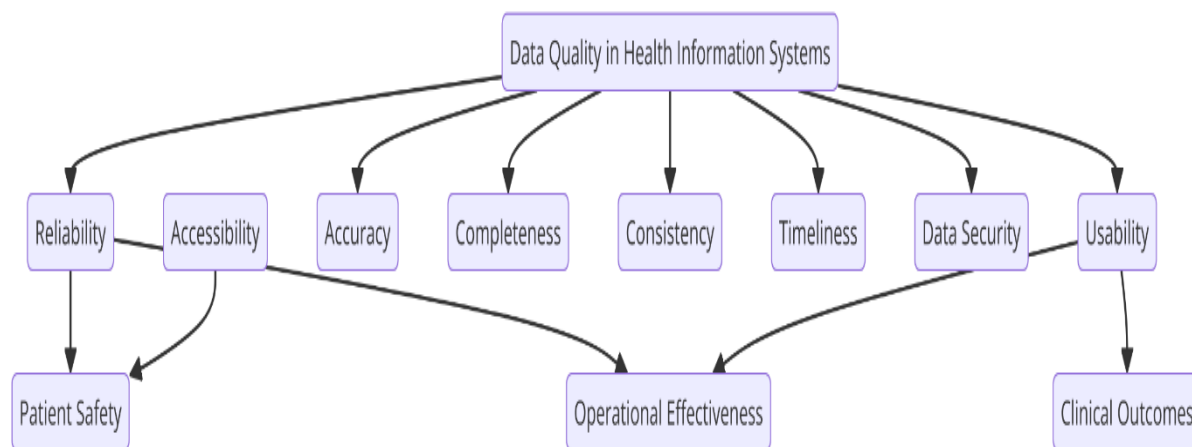 Data Quality in Health Information Systems
Reliability
Accessibility
Accuracy
Completeness
Consistency
Timeliness
Data Security
Usability
Patient Safety
Operational Effectiveness
Clinical Outcomes